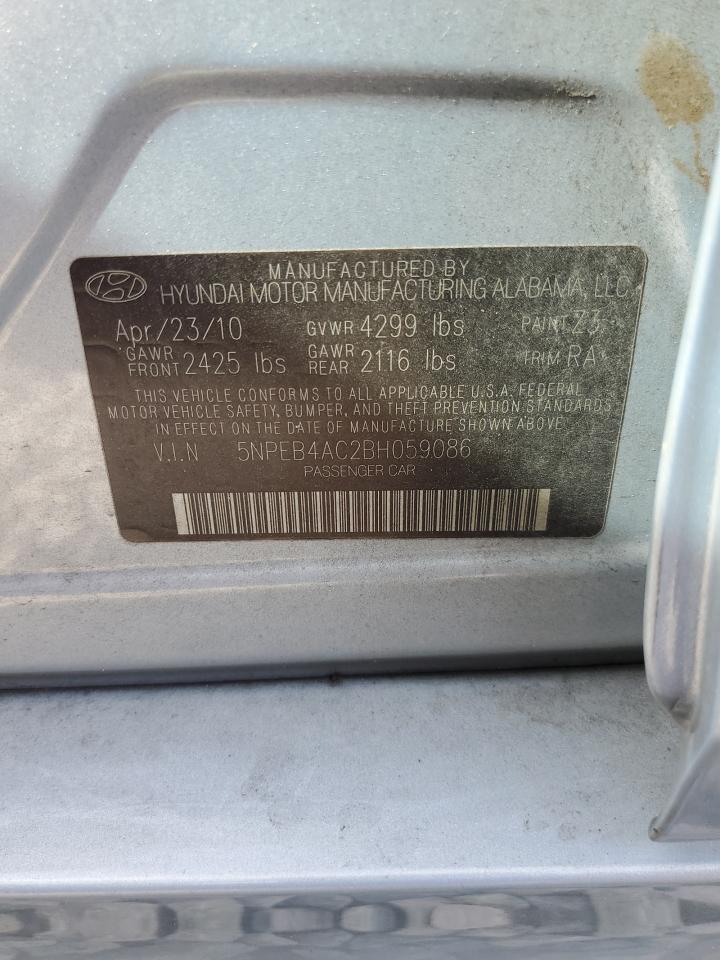 MANUFACTURED BY
HYUNDAI MOTOR MANUFACTURING ALABAMA, LLC
Apr/23/10 GVWR 4299 lbs PAINT Z3
GAWR FRONT 2425 lbs GAWR REAR 2116 lbs TRIM RA
THIS VEHICLE CONFORMS TO ALL APPLICABLE U.S.A. FEDERAL
MOTOR VEHICLE SAFETY, BUMPER, AND THEFT PREVENTION STANDARDS
IN EFFECT ON THE DATE OF MANUFACTURE SHOWN ABOVE
V.I.N 5NPEB4AC2BH059086
PASSENGER CAR